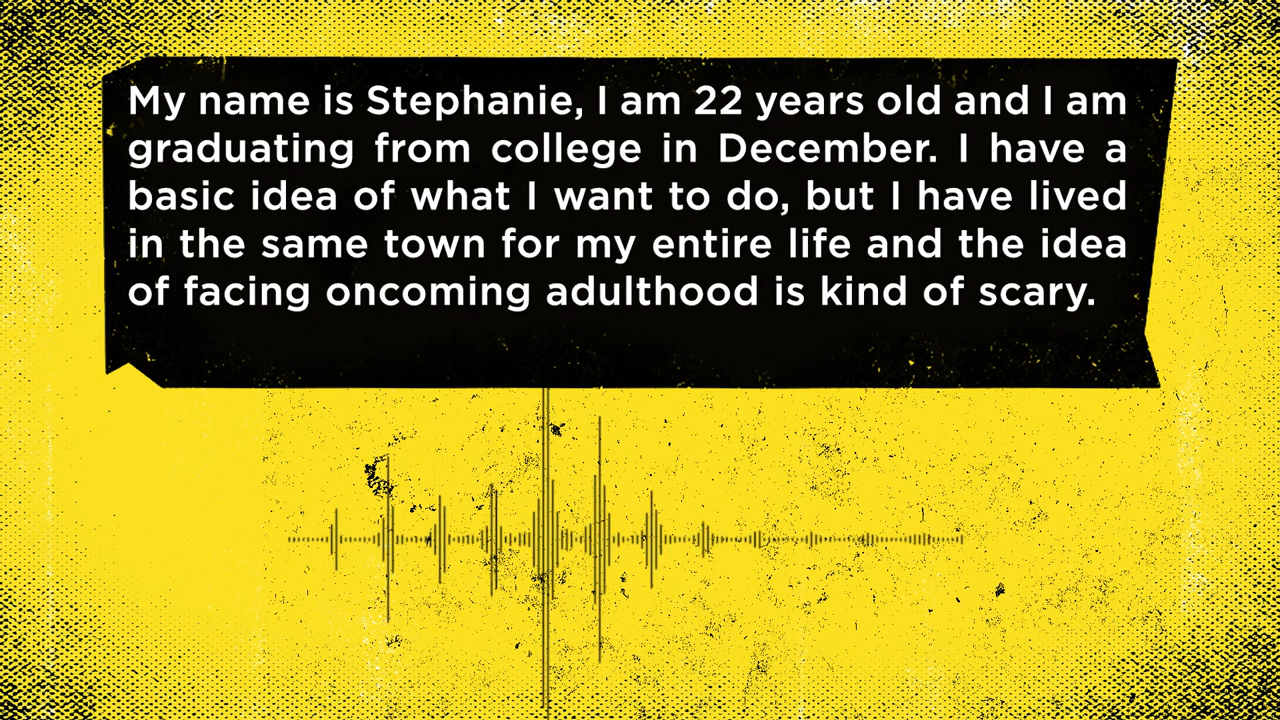 My name is Stephanie, I am 22 years old and I am
graduating from college in December. I have a
basic idea of what I want to do, but I have lived
in the same town for my entire life and the idea
of facing oncoming adulthood is kind of scary.